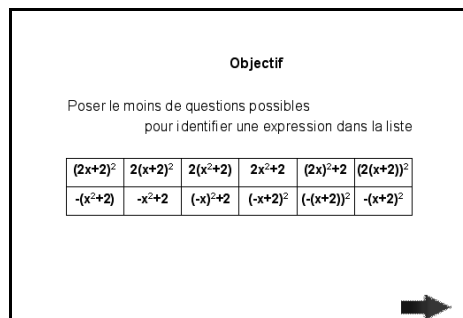 Objectif
Poser le moins de questions possibles
pour identifier une expression dans la liste
(2x+2)² 2(x+2)² 2(x²+2) 2x²+2 (2x)²+2 (2(x+2))²
-(x²+2) -x²+2 (-x)²+2 (-x+2)² (-(x+2))² -(x+2)²